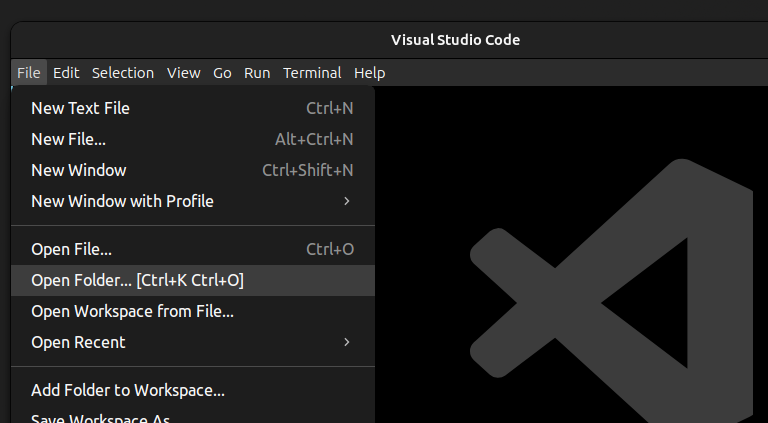 Visual Studio Code
File Edit Selection View Go Run Terminal Help
New Text File Ctrl+N
New File... Alt+Ctrl+N
New Window Ctrl+Shift+N
New Window with Profile
Open File... Ctrl+O
Open Folder... [Ctrl+K Ctrl+O]
Open Workspace from File...
Open Recent
Add Folder to Workspace...
Save Workspace As